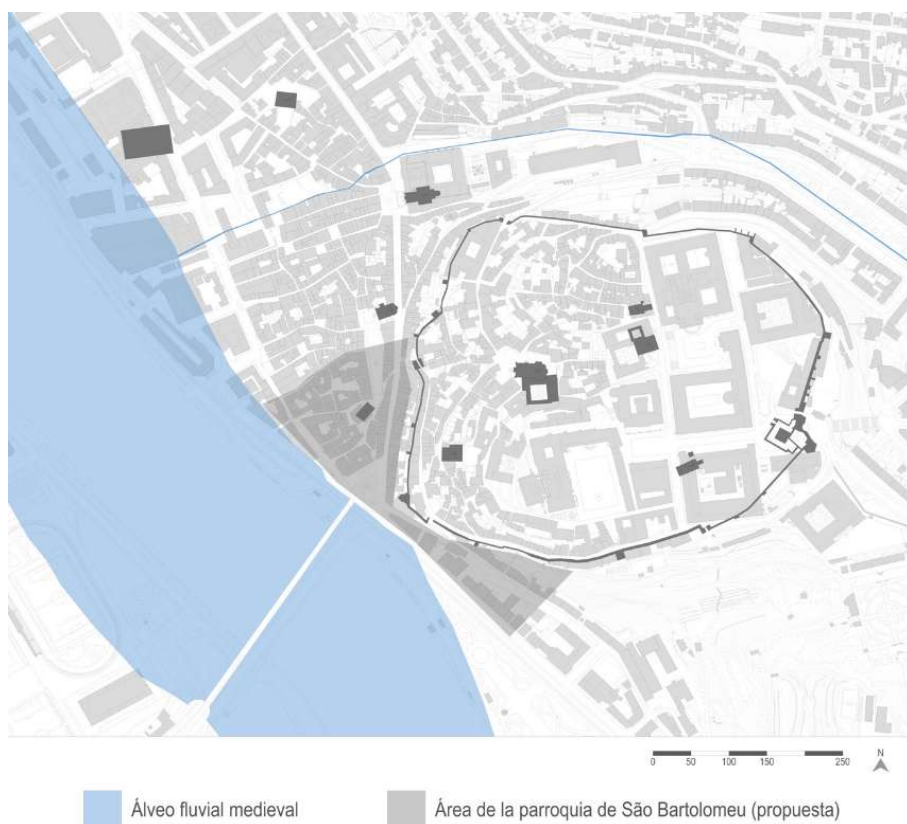 N
0 50 100 150 250
Álveo fluvial medieval
Área de la parroquia de São Bartolomeu (propuesta)